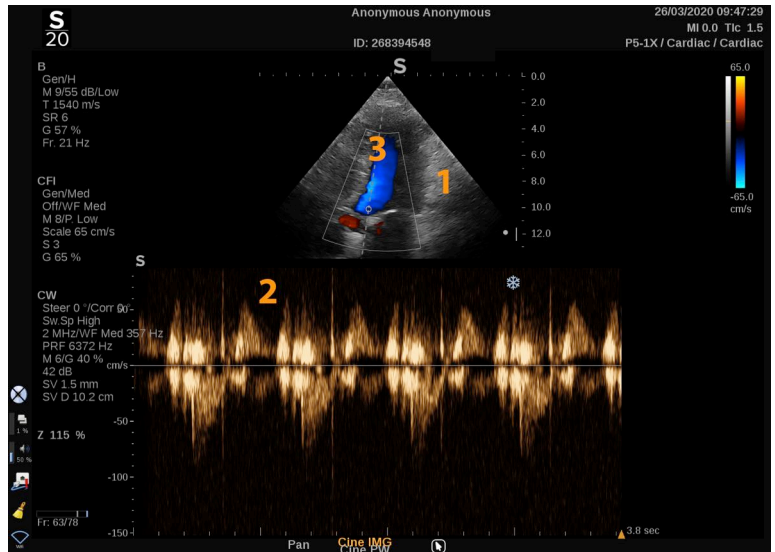 S
20
Anonymous Anonymous
ID: 268394548
26/03/2020 09:47:29
MI 0.0 TIc 1.5
P5-1X / Cardiac / Cardiac
B
Gen/H
M 9/55 dB/Low
T 1540 m/s
SR 6
G 57 %
Fr. 21 Hz
CFI
Gen/Med
Off/WF Med
M 8/P. Low
Scale 65 cm/s
S 3
G 65 %
CW
Steer 0 °/Corr 0 °
Sw.Sp High
2 MHz/WF Med 357 Hz
PRF 6372 Hz
M 6/G 40 %
42 dB
SV 1.5 mm
SV D 10.2 cm
Z 115 %
1 %
50 %
Fr: 63/78
S
0.0
2.0
4.0
6.0
8.0
10.0
12.0
3
1
65.0
-65.0
cm/s
S
2
cm/s
-50
-100
-150
3.8 sec
Pan
Cine IMG
Cine PW